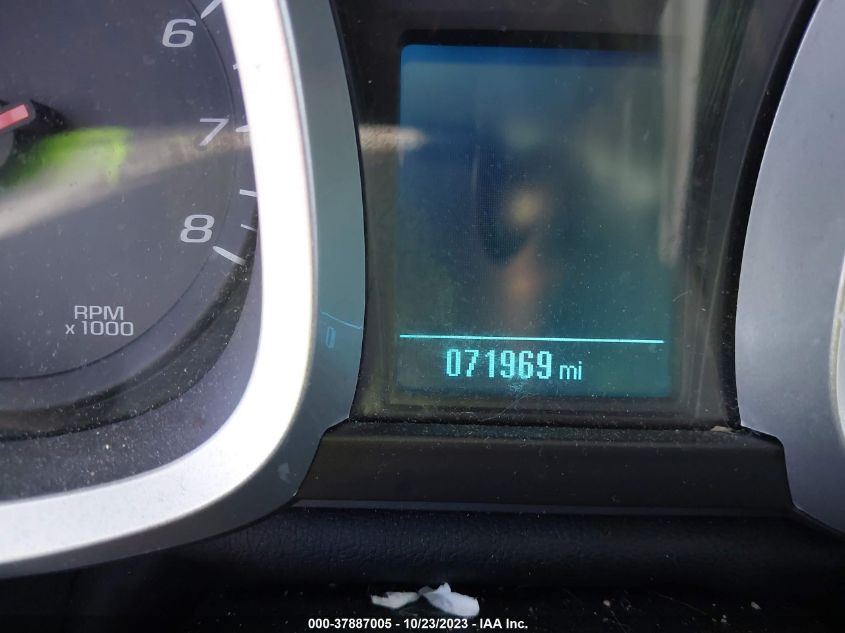 6
7
8
RPM
x1000
071969 mi
000-37887005 - 10/23/2023 - IAA Inc.